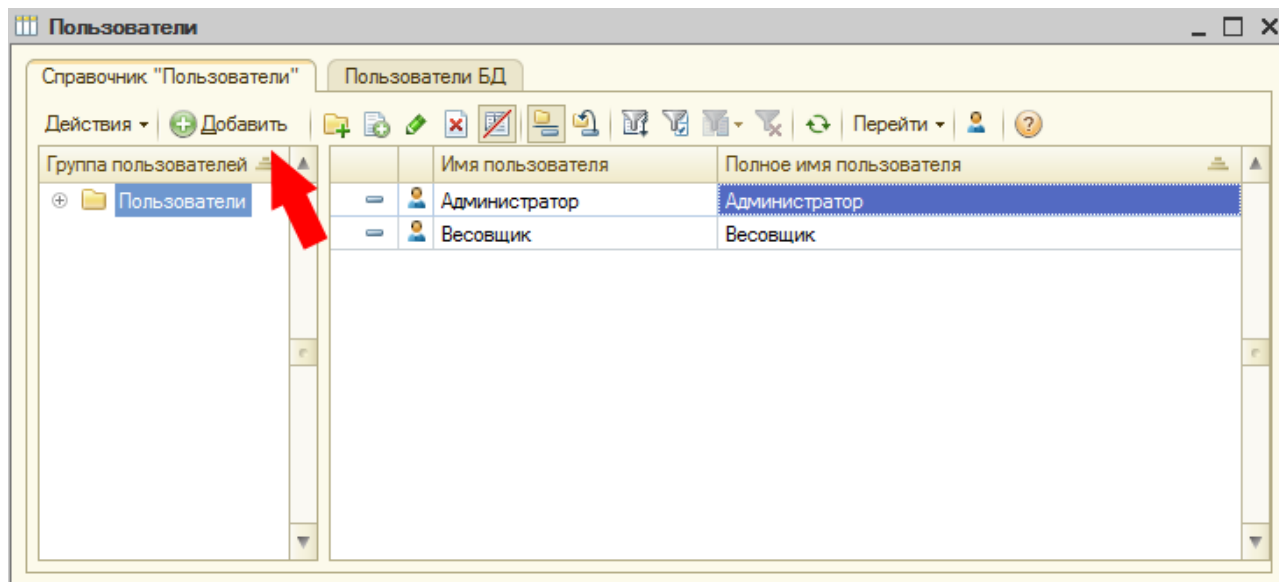 Пользователи
Справочник "Пользователи" Пользователи БД
Действия Добавить Перейти
Группа пользователей Имя пользователя Полное имя пользователя
Пользователи Администратор Администратор
Весовщик Весовщик